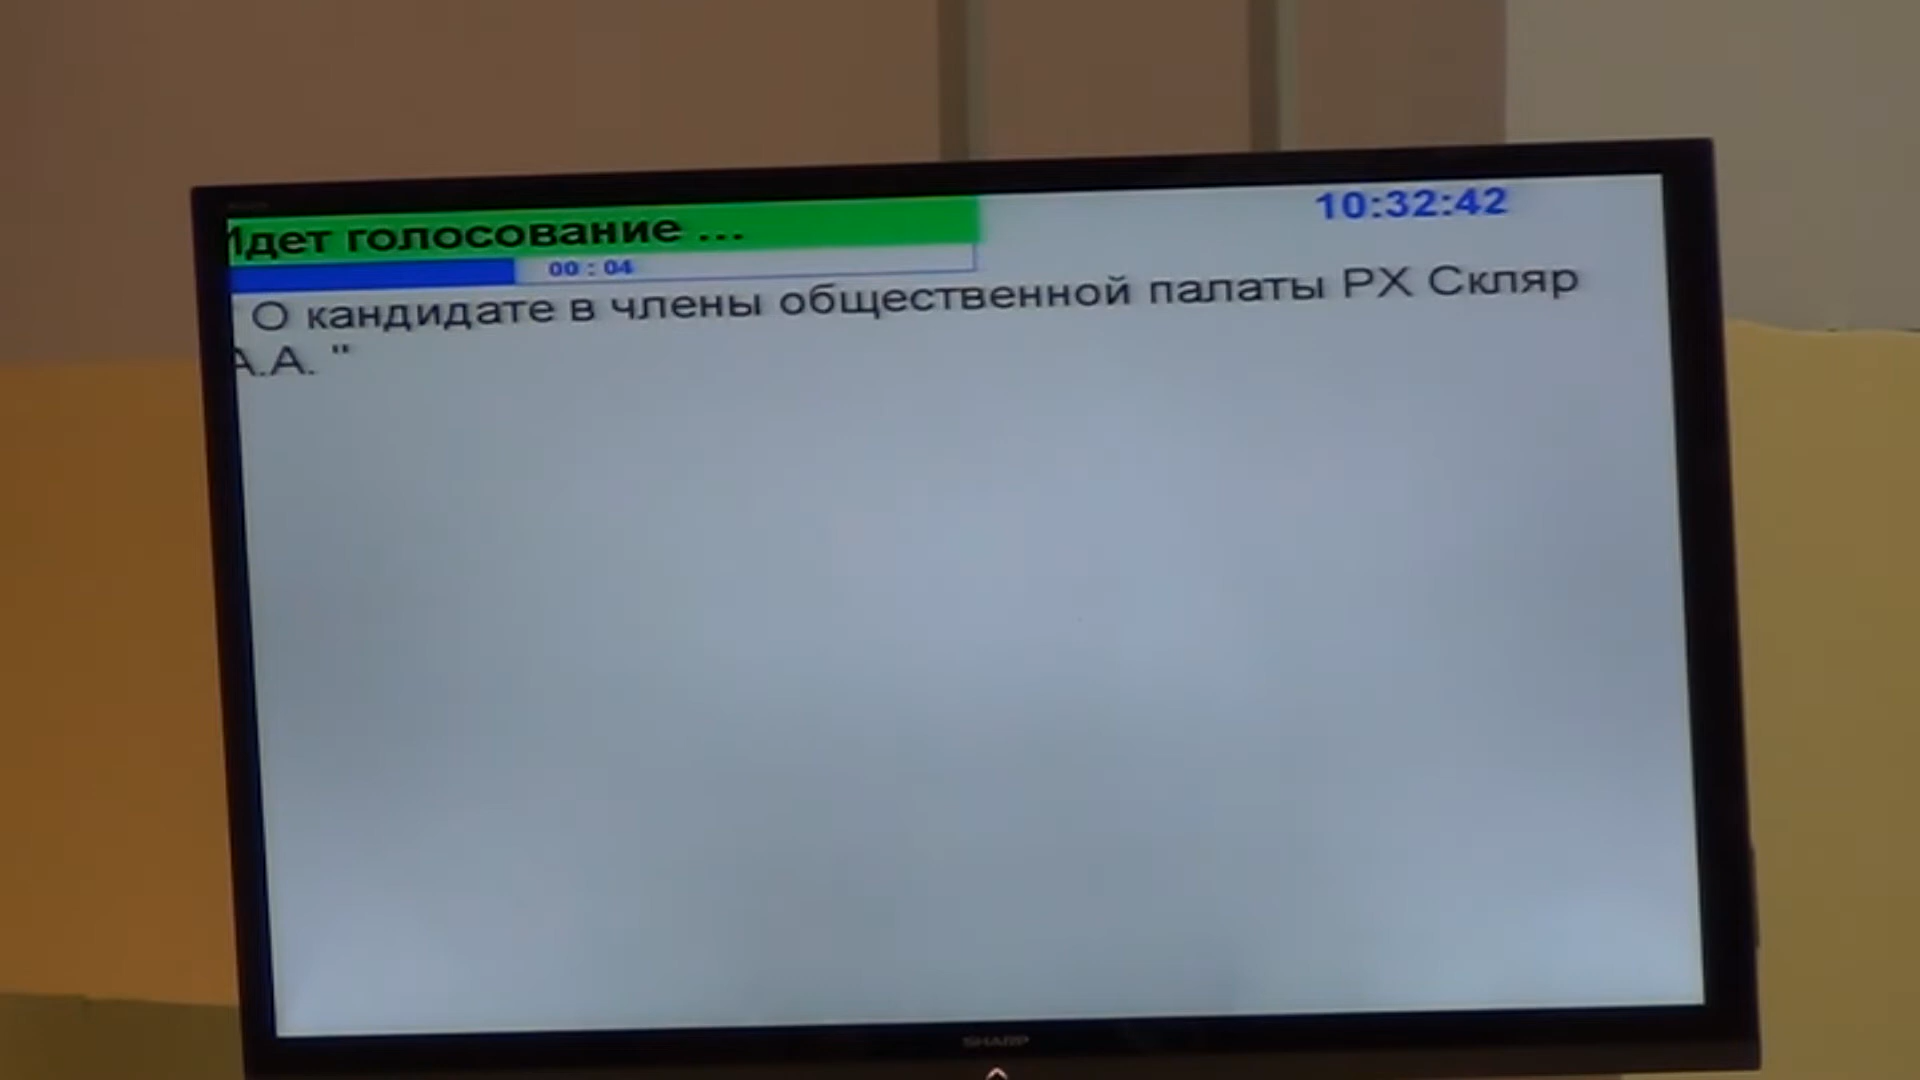 Идет голосование ...
10:32:42
00 : 04
" О кандидате в члены общественной палаты РХ Скляр
А.А. "
SHARP